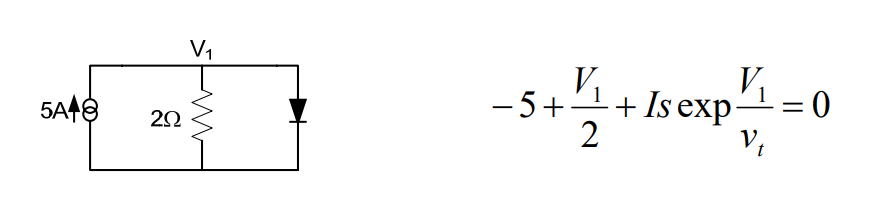 V₁
5A
2Ω
−5 + V₁/2 + Is exp V₁/vₜ = 0